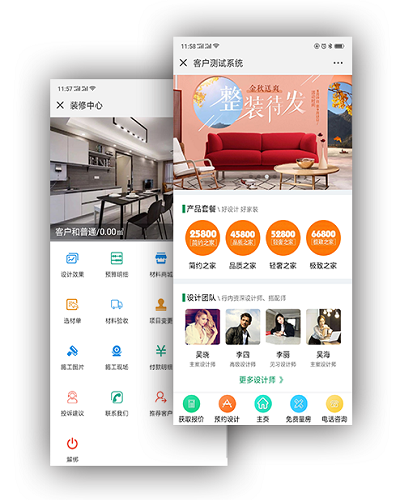 11:57
装修中心
客户和普通/0.00㎡
设计效果
预算明细
材料商城
选材单
材料验收
项目变更
施工图片
施工现场
付款明细
投诉建议
联系我们
推荐客户
解绑
11:58
客户测试系统
金秋送爽
整装待发
产品套餐 \ 好设计 好家装
25800
简约之家
45800
品质之家
52800
轻奢之家
66800
极致之家
简约之家
品质之家
轻奢之家
极致之家
设计团队 \ 行内资深设计师、搭配师
吴晓
李四
李丽
吴海
主案设计师
高级设计师
见习设计师
主案设计师
更多设计师 》
获取报价
预约设计
主页
免费量房
电话咨询